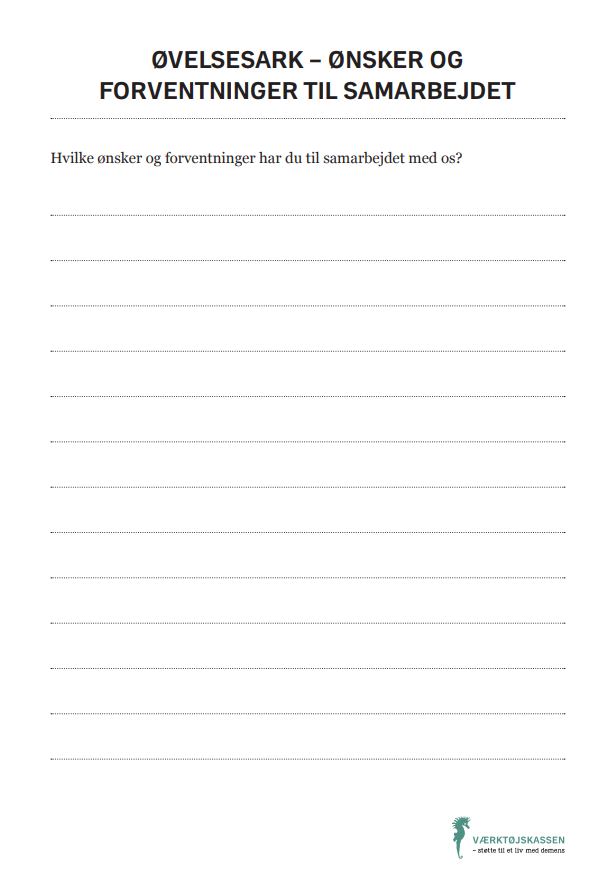 ØVELSESARK – ØNSKER OG
FORVENTNINGER TIL SAMARBEJDET
Hvilke ønsker og forventninger har du til samarbejdet med os?
VÆRKTØJSKASSEN
– støtte til et liv med demens